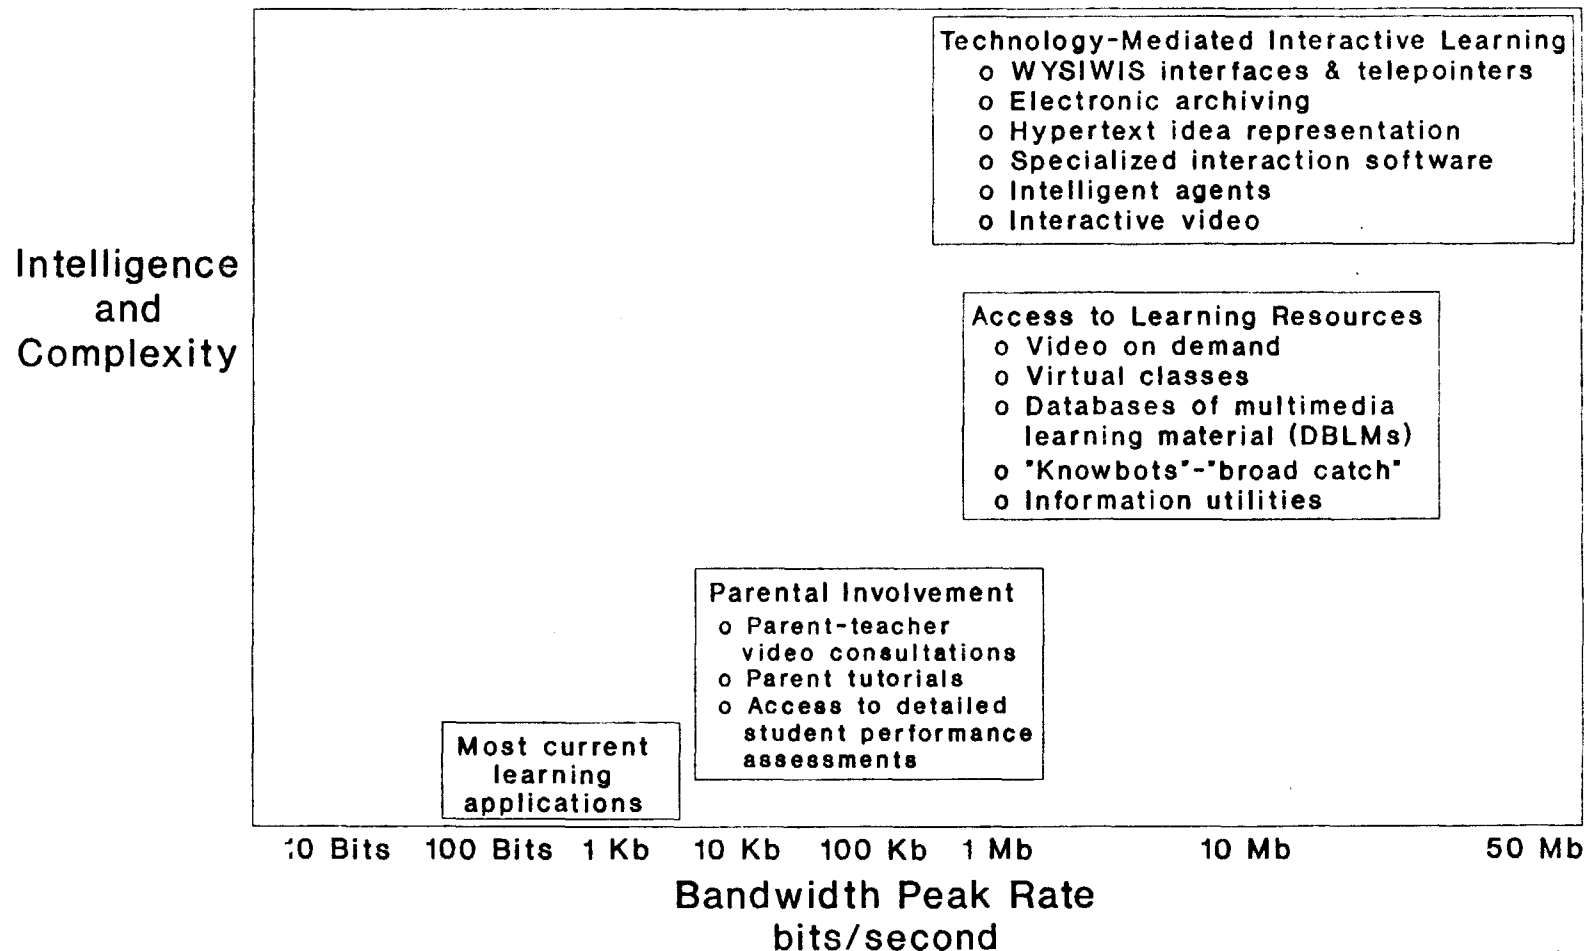 Technology-Mediated Interactive Learning
o WYSIWIS interfaces & telepointers
o Electronic archiving
o Hypertext idea representation
o Specialized interaction software
o Intelligent agents
o Interactive video
Intelligence
and
Complexity
Access to Learning Resources
o Video on demand
o Virtual classes
o Databases of multimedia
learning material (DBLMs)
o "Knowbots"-"broad catch"
o Information utilities
Parental Involvement
o Parent-teacher
video consultations
o Parent tutorials
o Access to detailed
student performance
assessments
Most current
learning
applications
10 Bits 100 Bits 1 Kb 10 Kb 100 Kb 1 Mb 10 Mb 50 Mb
Bandwidth Peak Rate
bits/second